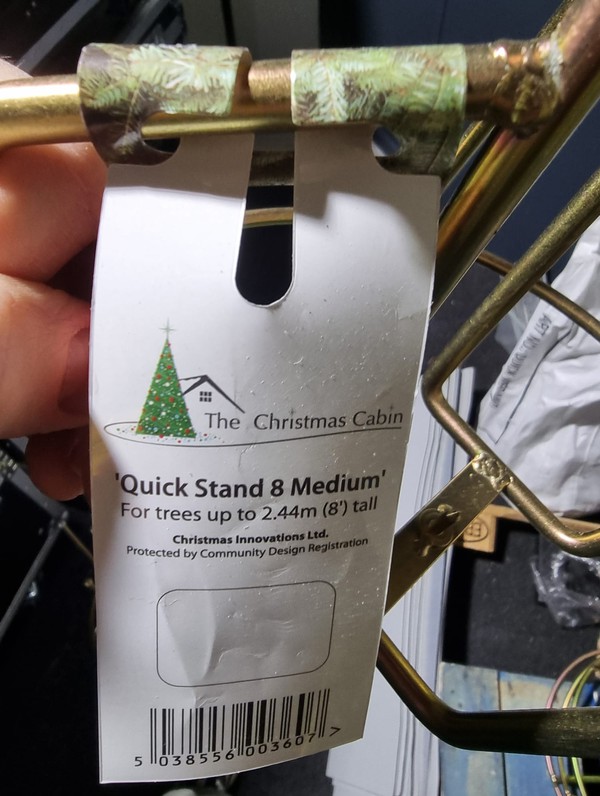 The Christmas Cabin
'Quick Stand 8 Medium'
For trees up to 2.44m (8') tall
Christmas Innovations Ltd.
Protected by Community Design Registration
5 038556 003607 >